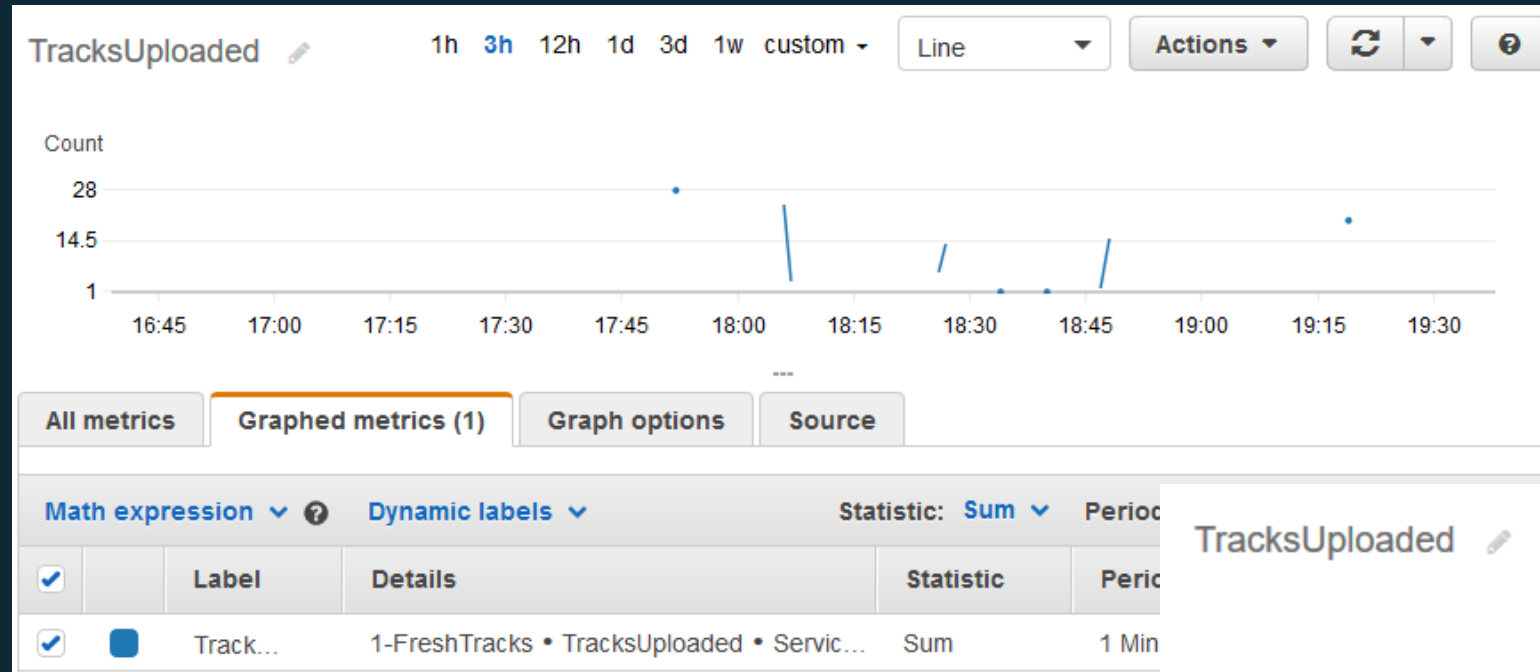 TracksUploaded 1h 3h 12h 1d 3d 1w custom Line Actions
Count
28
14.5
1
16:45 17:00 17:15 17:30 17:45 18:00 18:15 18:30 18:45 19:00 19:15 19:30
All metrics Graphed metrics (1) Graph options Source
Math expression Dynamic labels Statistic: Sum Period
TracksUploaded
Label Details Statistic Perio
Track... 1-FreshTracks • TracksUploaded • Servic... Sum 1 Min